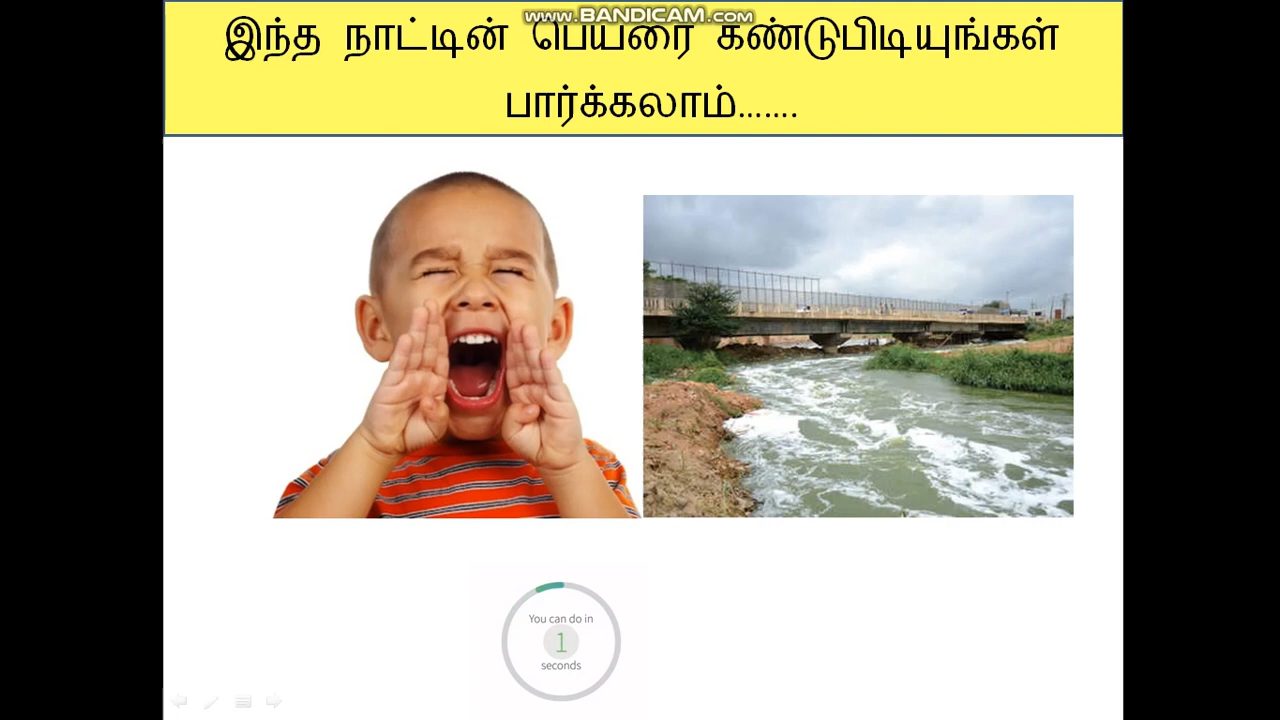 www.BANDICAM.com
இந்த நாட்டின் பெயரை கண்டுபிடியுங்கள்
பார்க்கலாம்.......
You can do in
1
seconds